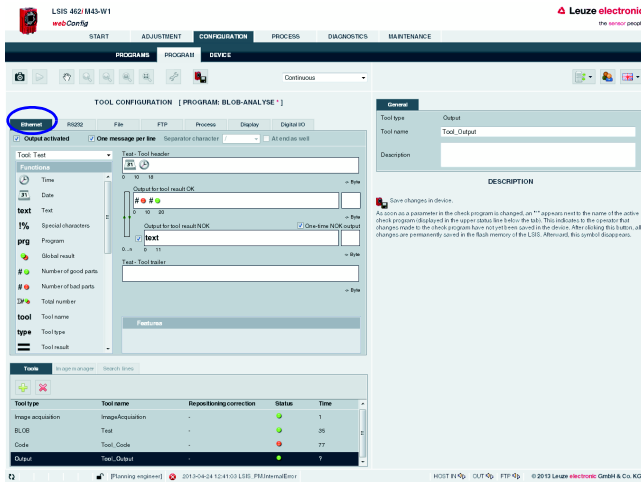 LSIS 462/M43-W1
webConfig
Leuze electronic
the sensor peop
START ADJUSTMENT CONFIGURATION PROCESS DIAGNOSTICS MAINTENANCE
PROGRAMS PROGRAM DEVICE
Continuous
TOOL CONFIGURATION [ PROGRAM: BLOB-ANALYSE * ]
Ethernet RS232 File FTP Process Display Digital I/O
Output activated One message per line Separator character / At end as well
Tool: Test
Functions
Time
31 Date
text Text
!% Special characters
prg Program
Global result
# Number of good parts
# Number of bad parts
Σ# Total number
tool Tool name
type Tool type
Tool result
Test - Tool header
31
0 10 18
Byte
Output for tool result OK
# #
0 10 20
Byte
Output for tool result NOK One-time NOK output
text
0...n 0 11
Byte
Test - Tool trailer
Byte
Features
General
Tool type Output
Tool name Tool_Output
Description
DESCRIPTION
Save changes in device.
As soon as a parameter in the check program is changed, an "*" appears next to the name of the active
check program (displayed in the upper status line below the tab). This indicates to the operator that
changes made to the check program have not yet been saved in the device. After clicking this button, all
changes are permanently saved in the flash memory of the LSIS. Afterward, this symbol disappears.
Tools Image manager Search lines
Tool type Tool name Repositioning correction Status Time
Image acquisition ImageAcquisition - 1
BLOB Test - 35
Code Tool_Code - 77
Output Tool_Output - ?
[Planning engineer] 2013-04-24 12:41:03 LSIS_PM.InternalError HOST IN OUT FTP © 2013 Leuze electronic GmbH & Co. KG